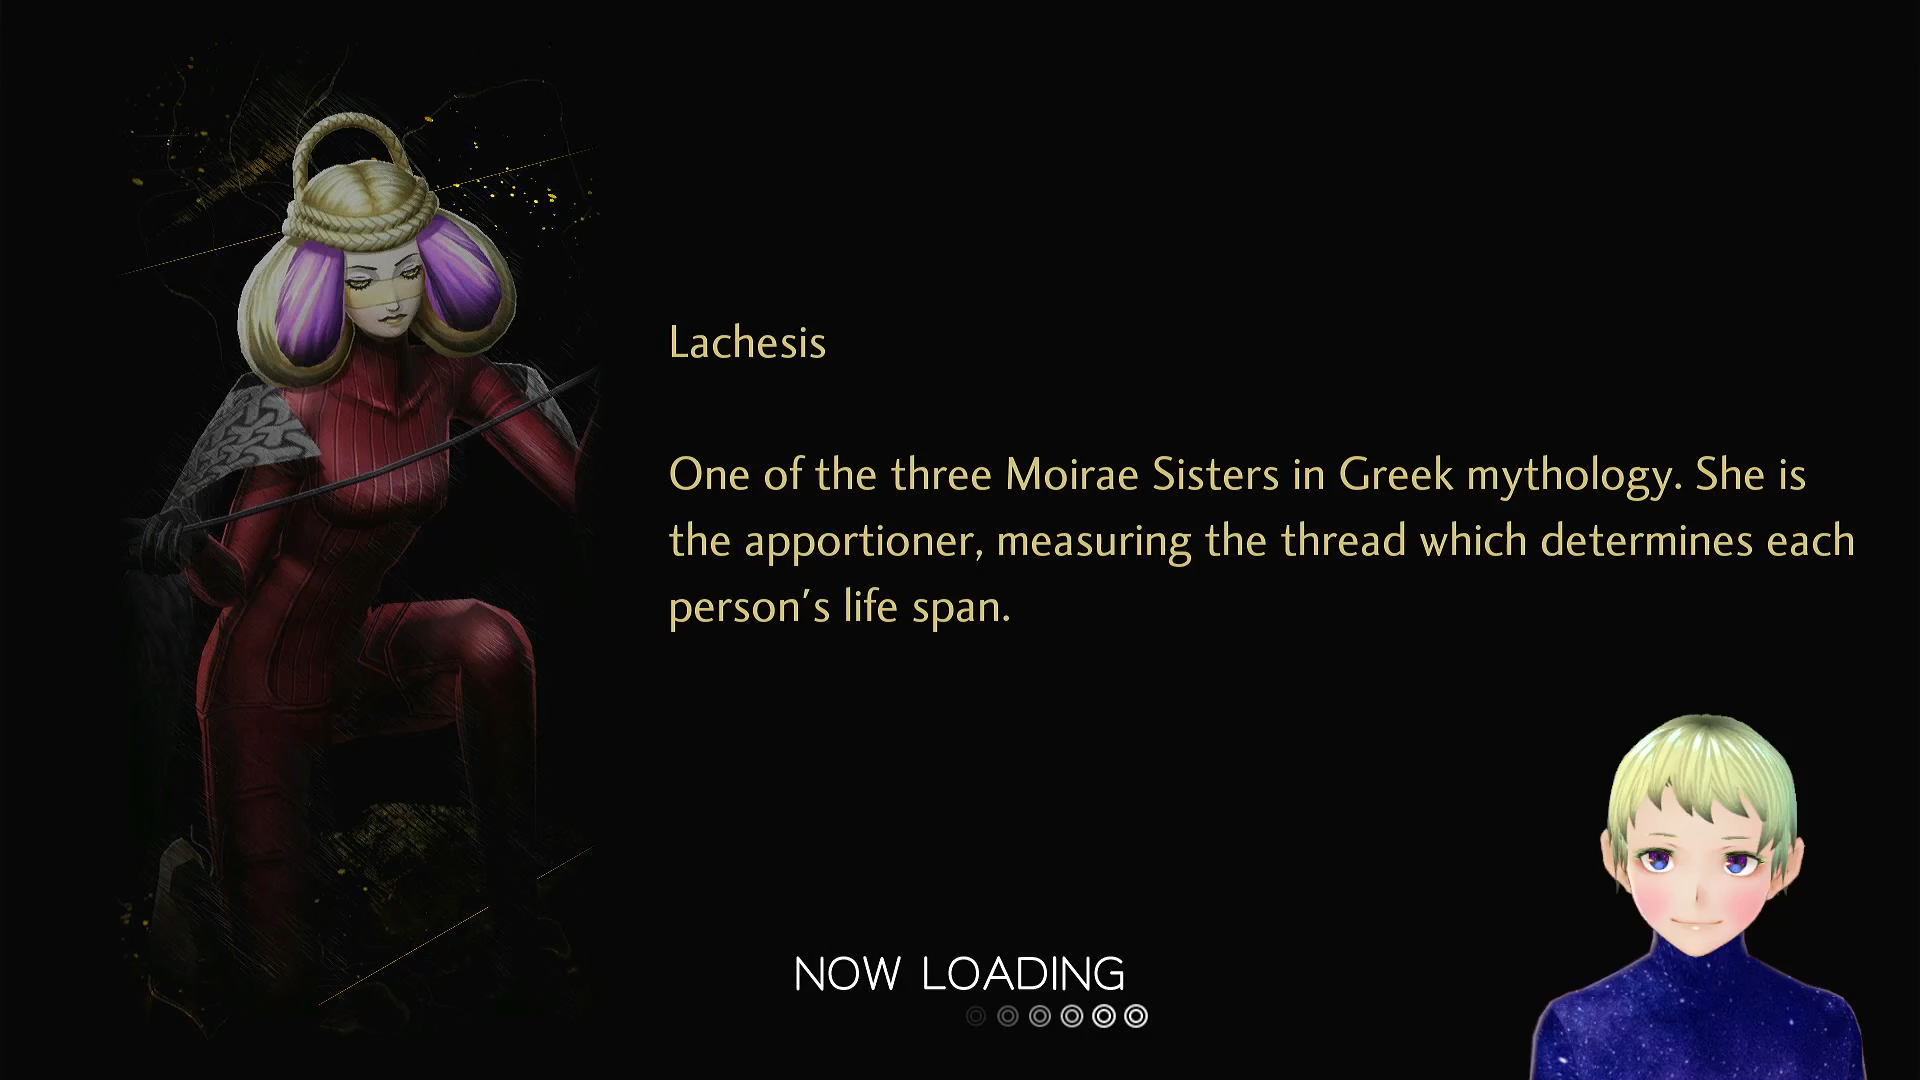 Lachesis
One of the three Moirae Sisters in Greek mythology. She is
the apportioner, measuring the thread which determines each
person's life span.
NOW LOADING